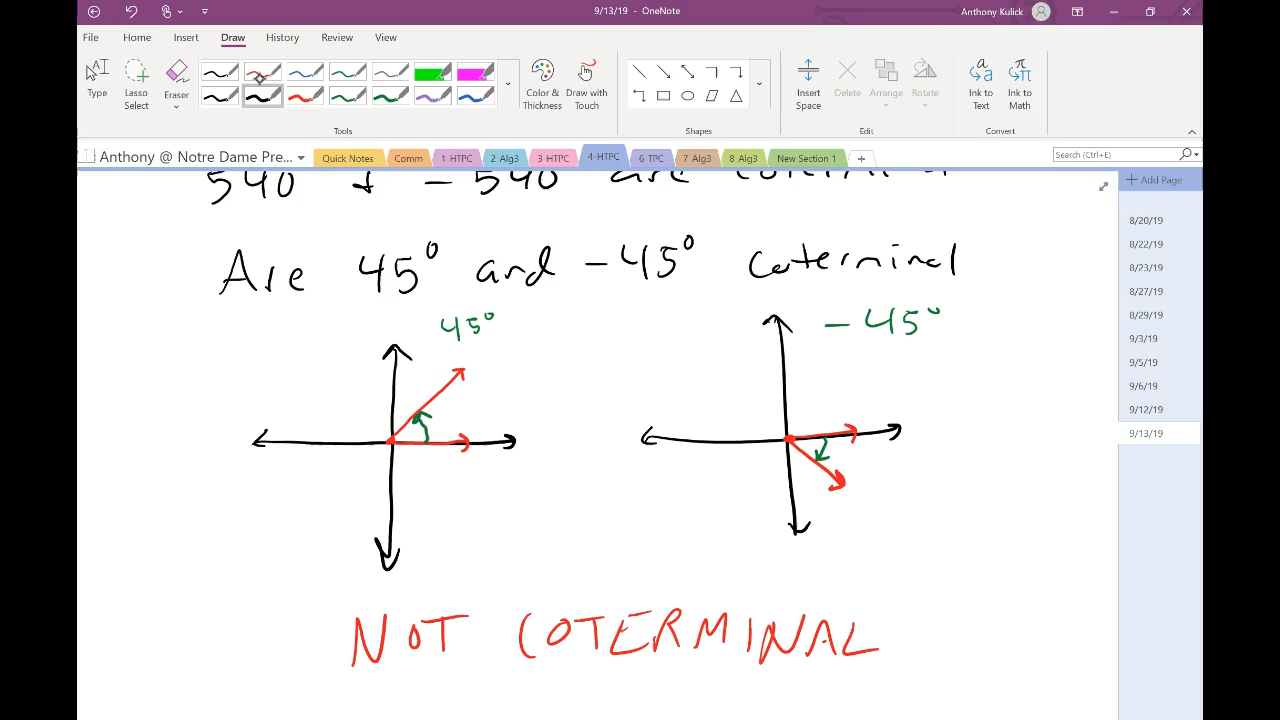 9/13/19 - OneNote
Anthony Kulick
File Home Insert Draw History Review View
Type
Lasso Select
Eraser
Color & Thickness
Draw with Touch
Insert Space
Delete
Arrange
Rotate
Ink to Text
Ink to Math
Tools
Shapes
Edit
Convert
Anthony @ Notre Dame Pre...
Quick Notes Comm 1 HTPC 2 Alg3 3 HTPC 4 HTPC 6 TPC 7 Alg3 8 Alg3 New Section 1
Search (Ctrl+E)
Add Page
8/20/19
8/22/19
8/23/19
8/27/19
8/29/19
9/3/19
9/5/19
9/6/19
9/12/19
9/13/19
540 & - 540 are
Are 45° and -45° coterminal
45°
- 45°
NOT COTERMINAL